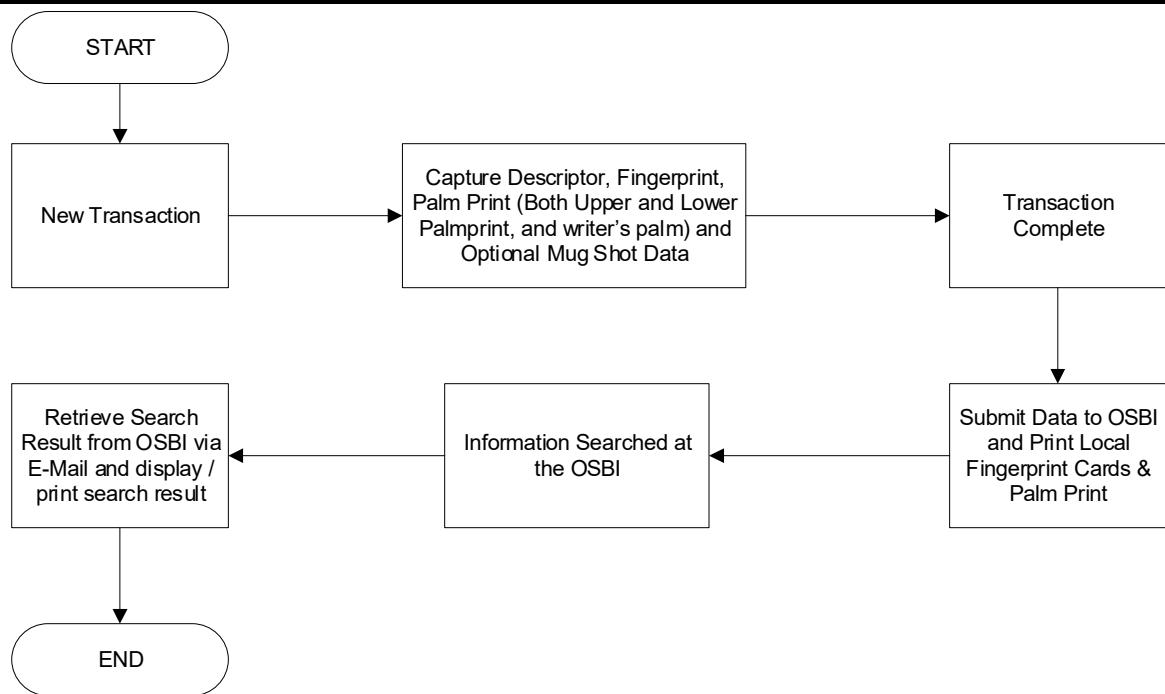 START
New Transaction
Capture Descriptor, Fingerprint,
Palm Print (Both Upper and Lower
Palmprint, and writer's palm) and
Optional Mug Shot Data
Transaction
Complete
Submit Data to OSBI
and Print Local
Fingerprint Cards &
Palm Print
Information Searched at
the OSBI
Retrieve Search
Result from OSBI via
E-Mail and display /
print search result
END